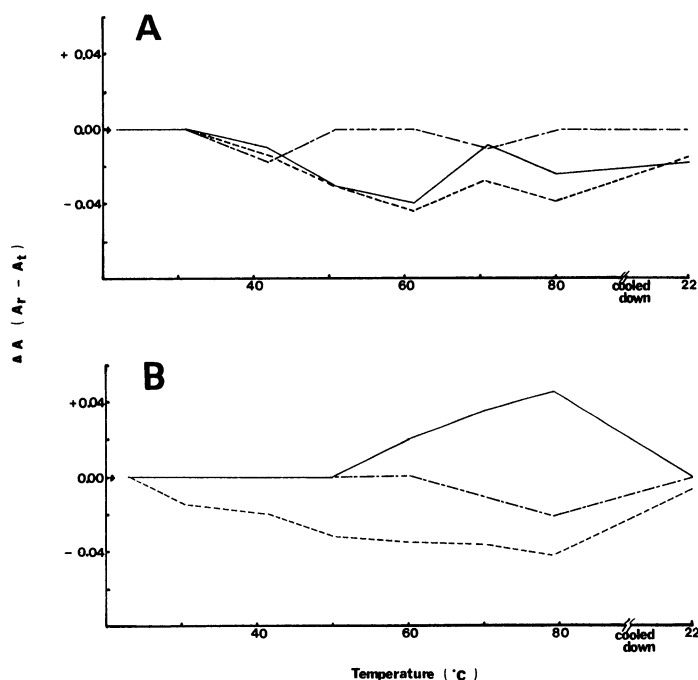 A
+ 0.04
0.00
− 0.04
40
60
80
cooled
down
22
Δ A ( Ar − At )
B
+0.04
0.00
− 0.04
40
60
80
cooled
down
22
Temperature (°C)